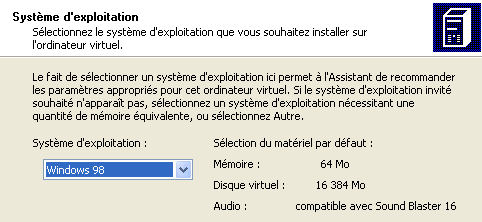 Système d'exploitation
Sélectionnez le système d'exploitation que vous souhaitez installer sur
l'ordinateur virtuel.
Le fait de sélectionner un système d'exploitation ici permet à l'Assistant de recommander
les paramètres appropriés pour cet ordinateur virtuel. Si le système d'exploitation invité
souhaité n'apparaît pas, sélectionnez un système d'exploitation nécessitant une
quantité de mémoire équivalente, ou sélectionnez Autre.
Système d'exploitation :
Windows 98
Sélection du matériel par défaut :
Mémoire : 64 Mo
Disque virtuel : 16 384 Mo
Audio : compatible avec Sound Blaster 16